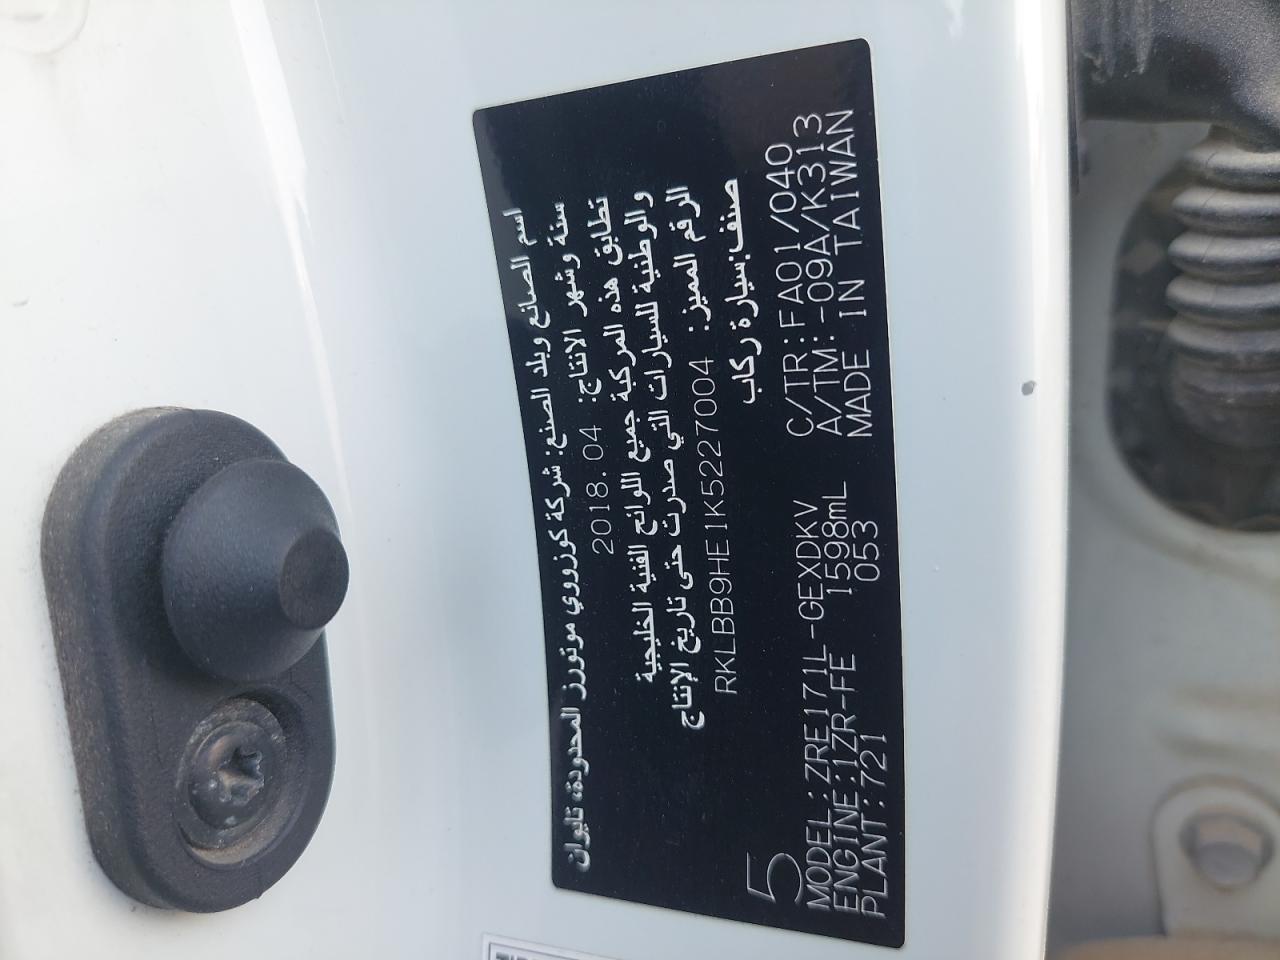 اسم الصانع وبلد الصنع: شركة كوزووي موتورز المحدودة، تايوان
سنة وشهر الانتاج: 2018.04
تطابق هذه المركبة جميع اللوائح الفنية الخليجية
والوطنية للسيارات التي صدرت حتى تاريخ الإنتاج
الرقم المميز: RKLBB9HE1K5227004
صنف:سيارة ركاب
5
MODEL:ZRE171L-GEXDKV C/TR:FA01/040
ENGINE:1ZR-FE 1598mL A/TM:-09A/K313
PLANT:721 053 MADE IN TAIWAN